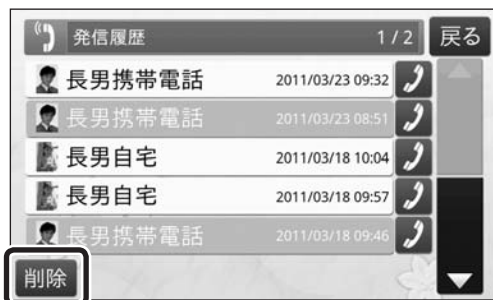 発信履歴 1/2 戻る
長男携帯電話 2011/03/23 09:32
長男携帯電話 2011/03/23 08:51
長男自宅 2011/03/18 10:04
長男自宅 2011/03/18 09:57
長男携帯電話 2011/03/18 09:46
削除